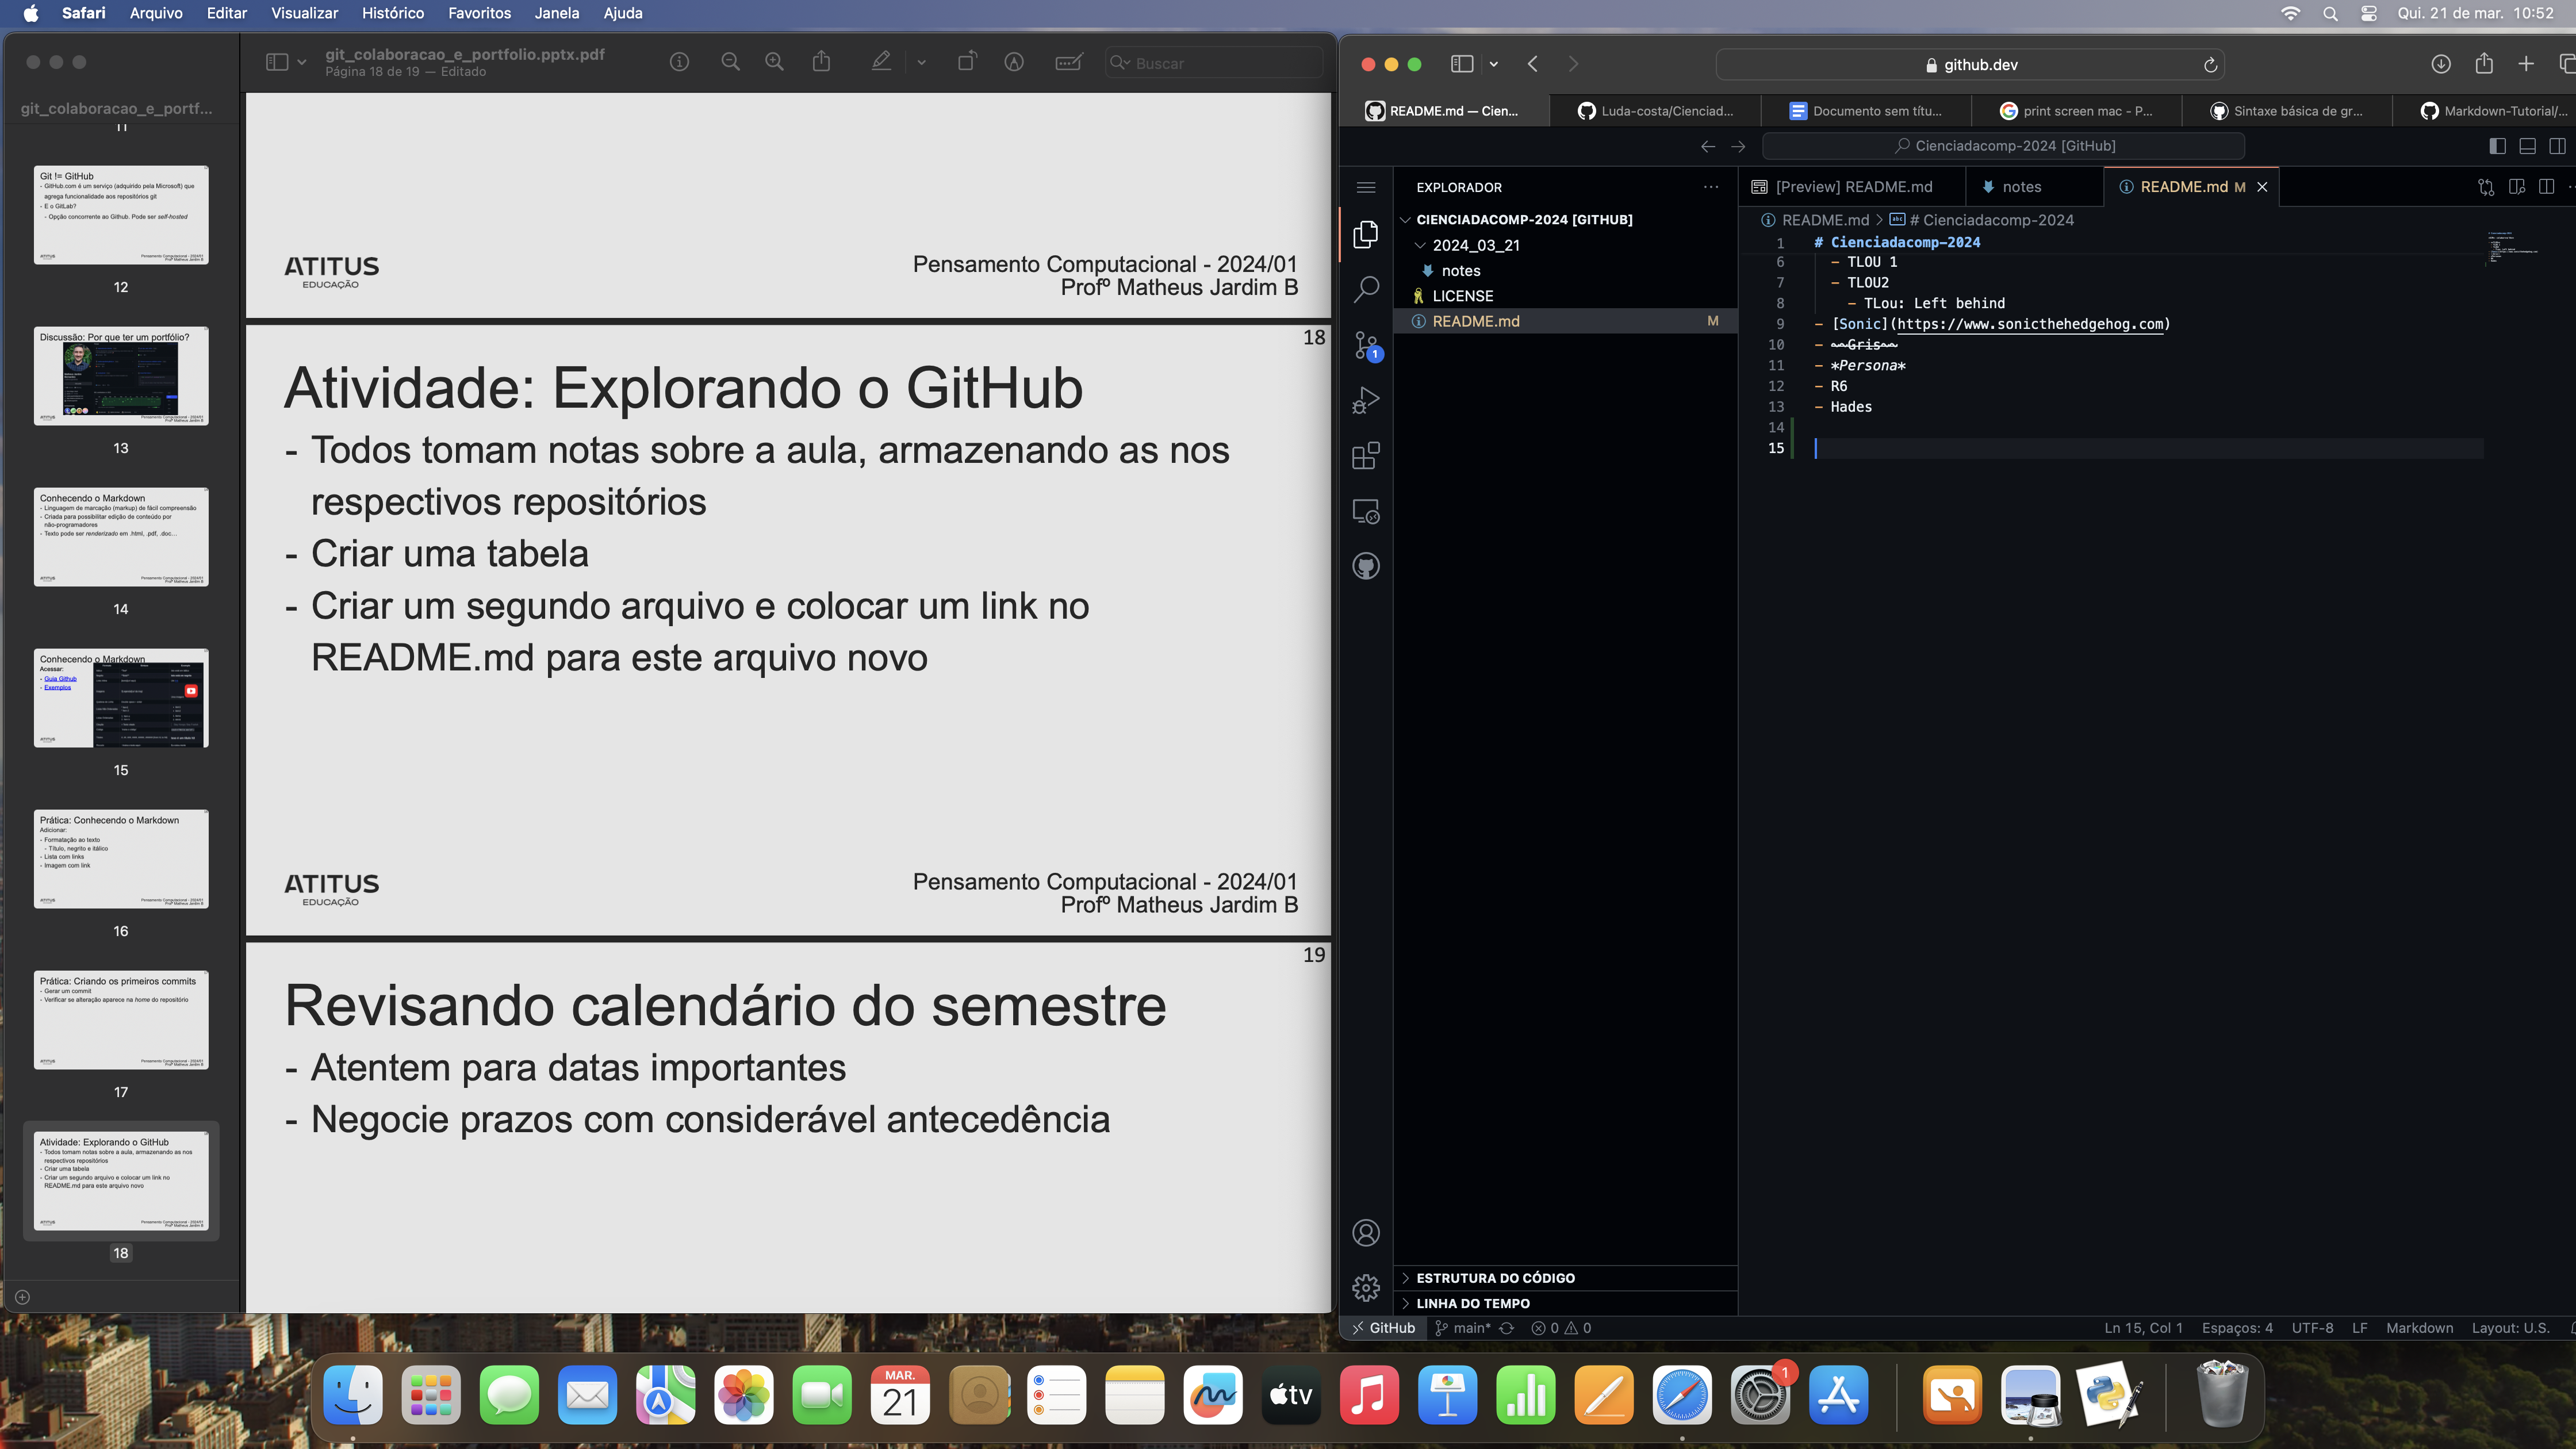 Safari Arquivo Editar Visualizar Histórico Favoritos Janela Ajuda
Qui. 21 de mar. 10:52
git_colaboracao_e_portf...
11
Git != GitHub
- GitHub.com é um serviço (adquirido pela Microsoft) que
agrega funcionalidade aos repositórios git
- E o GitLab?
- Opção concorrente ao Github. Pode ser self-hosted
12
Discussão: Por que ter um portfólio?
13
Conhecendo o Markdown
- Linguagem de marcação (markup) de fácil compreensão
- Criada para possibilitar edição de conteúdo por
não-programadores
- Texto pode ser renderizado em .html, .pdf, .doc...
14
Conhecendo o Markdown
Acessar:
- Guia Github
- Exemplos
15
Prática: Conhecendo o Markdown
Adicionar:
- Formatação ao texto
- Título, negrito e itálico
- Lista com links
- Imagem com link
16
Prática: Criando os primeiros commits
- Gerar um commit
- Verificar se alteração aparece na home do repositório
17
Atividade: Explorando o GitHub
- Todos tomam notas sobre a aula, armazenando as nos
respectivos repositórios
- Criar uma tabela
- Criar um segundo arquivo e colocar um link no
README.md para este arquivo novo
18
git_colaboracao_e_portfolio.pptx.pdf
Página 18 de 19 — Editado
Buscar
ATITUS
EDUCAÇÃO
Pensamento Computacional - 2024/01
Profº Matheus Jardim B
18
Atividade: Explorando o GitHub
- Todos tomam notas sobre a aula, armazenando as nos
respectivos repositórios
- Criar uma tabela
- Criar um segundo arquivo e colocar um link no
README.md para este arquivo novo
ATITUS
EDUCAÇÃO
Pensamento Computacional - 2024/01
Profº Matheus Jardim B
19
Revisando calendário do semestre
- Atentem para datas importantes
- Negocie prazos com considerável antecedência
github.dev
README.md — Cien...
Luda-costa/Cienciad...
Documento sem títu...
print screen mac - P...
Sintaxe básica de gr...
Markdown-Tutorial/...
Cienciadacomp-2024 [GitHub]
EXPLORADOR
CIENCIADACOMP-2024 [GITHUB]
2024_03_21
notes
LICENSE
README.md M
1
ESTRUTURA DO CÓDIGO
LINHA DO TEMPO
[Preview] README.md
notes
README.md M
README.md > # Cienciadacomp-2024
1 # Cienciadacomp-2024
6 - TLOU 1
7 - TLOU2
8 - TLou: Left behind
9 - [Sonic](https://www.sonicthehedgehog.com)
10 - ~~Gris~~
11 - *Persona*
12 - R6
13 - Hades
14
15
GitHub main* 0 0
Ln 15, Col 1 Espaços: 4 UTF-8 LF Markdown Layout: U.S.
MAR.
21
tv
1